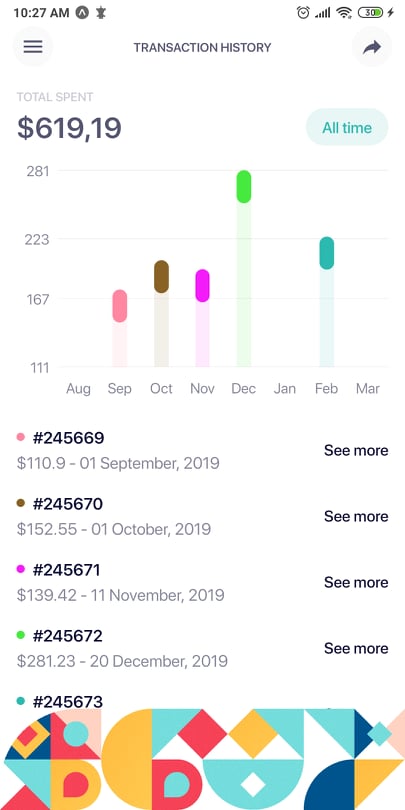 10:27 AM
30
TRANSACTION HISTORY
TOTAL SPENT
$619,19
All time
281
223
167
111
Aug Sep Oct Nov Dec Jan Feb Mar
#245669
$110.9 - 01 September, 2019
See more
#245670
$152.55 - 01 October, 2019
See more
#245671
$139.42 - 11 November, 2019
See more
#245672
$281.23 - 20 December, 2019
See more
#245673